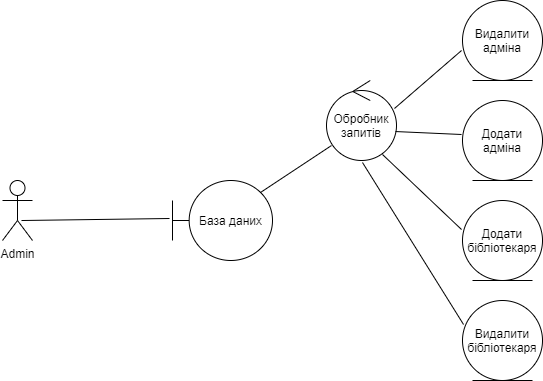 Видалити
адміна
Обробник
запитів
Додати
адміна
База даних
Додати
бібліотекаря
Admin
Видалити
бібліотекаря